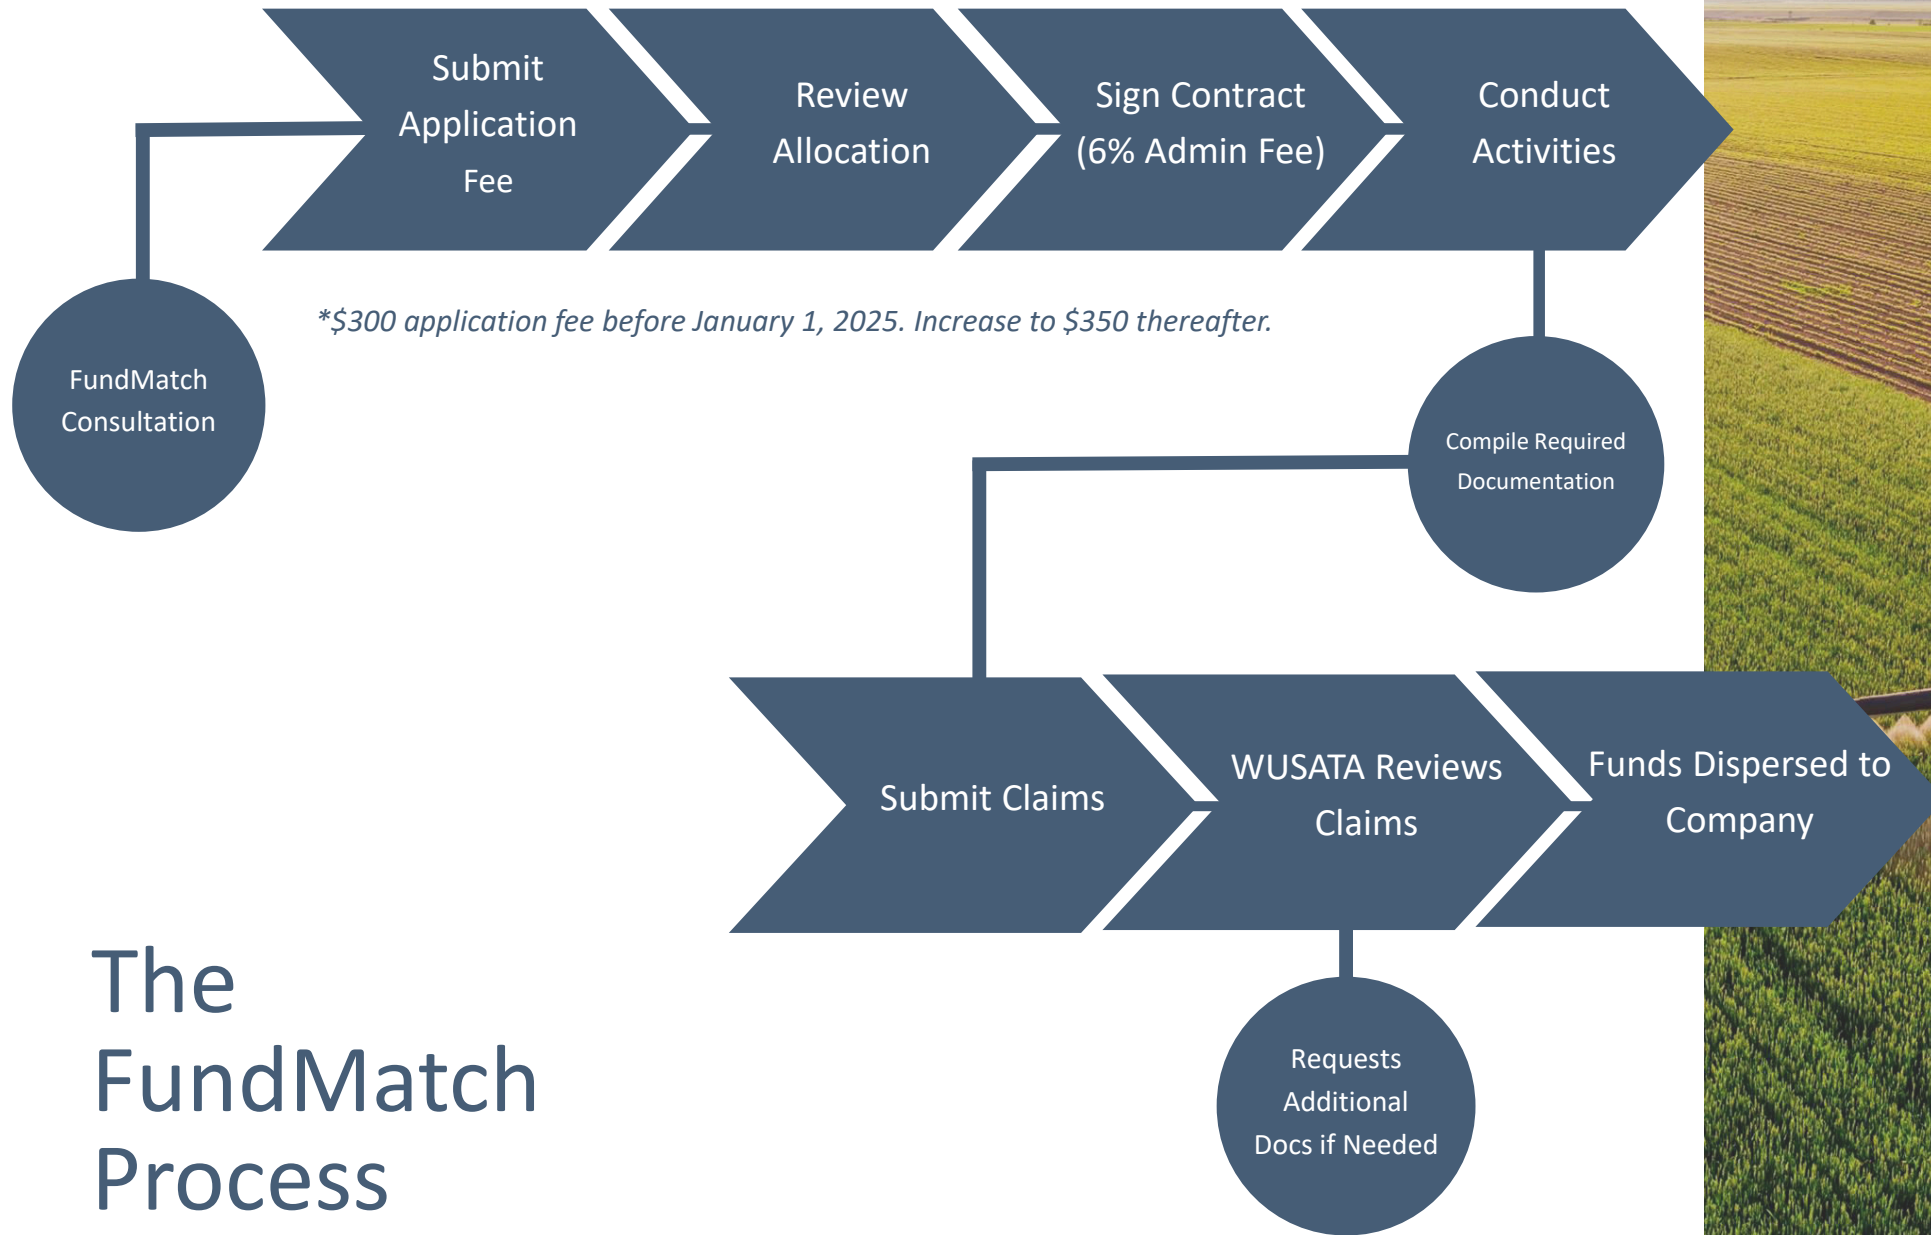 Submit
Application
Fee
Review
Allocation
Sign Contract
(6% Admin Fee)
Conduct
Activities
*$300 application fee before January 1, 2025. Increase to $350 thereafter.
FundMatch
Consultation
Compile Required
Documentation
Submit Claims
WUSATA Reviews
Claims
Funds Dispersed to
Company
Requests
Additional
Docs if Needed
The
FundMatch
Process